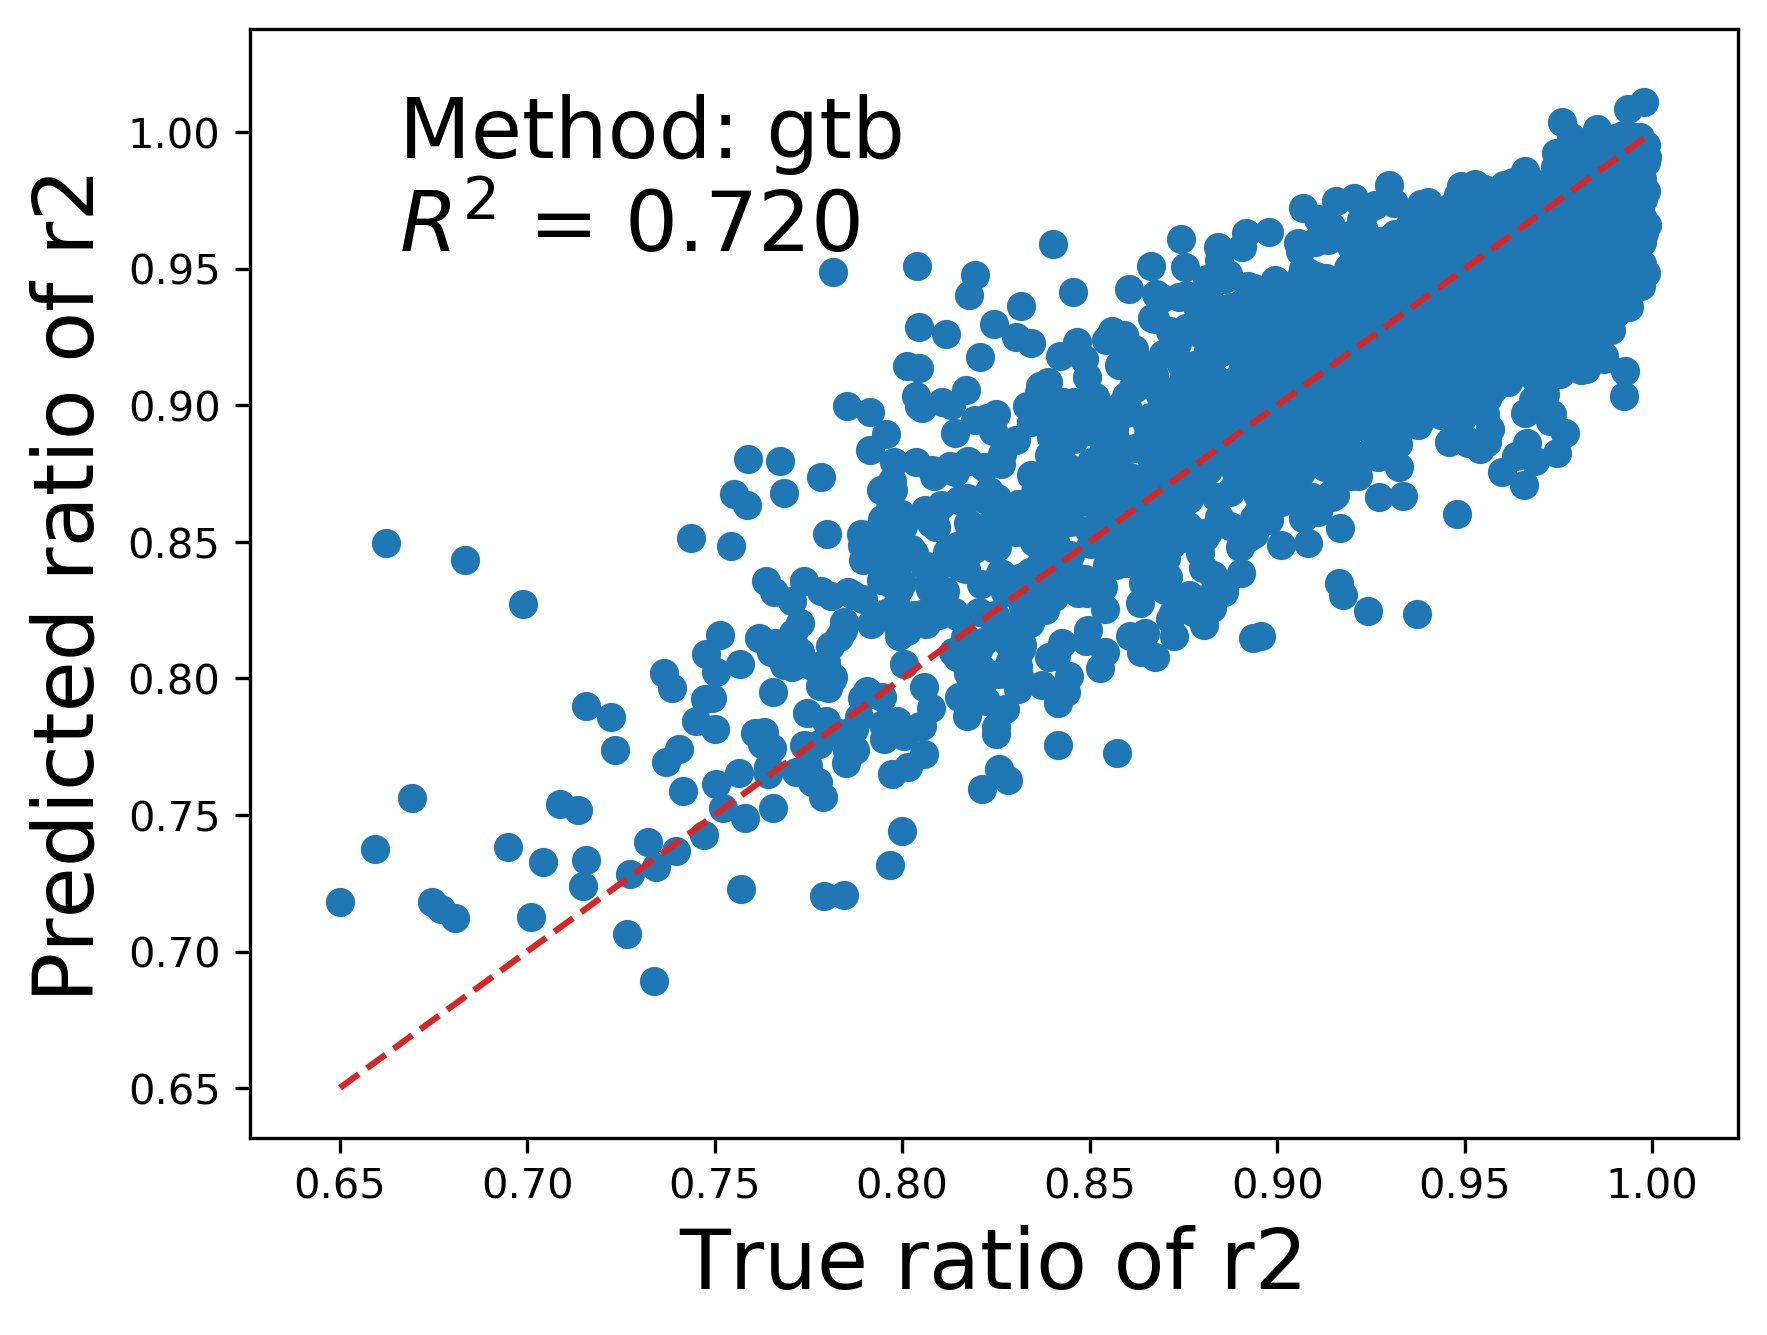 Method: gtb
R² = 0.720
Predicted ratio of r2
1.00
0.95
0.90
0.85
0.80
0.75
0.70
0.65
0.65 0.70 0.75 0.80 0.85 0.90 0.95 1.00
True ratio of r2